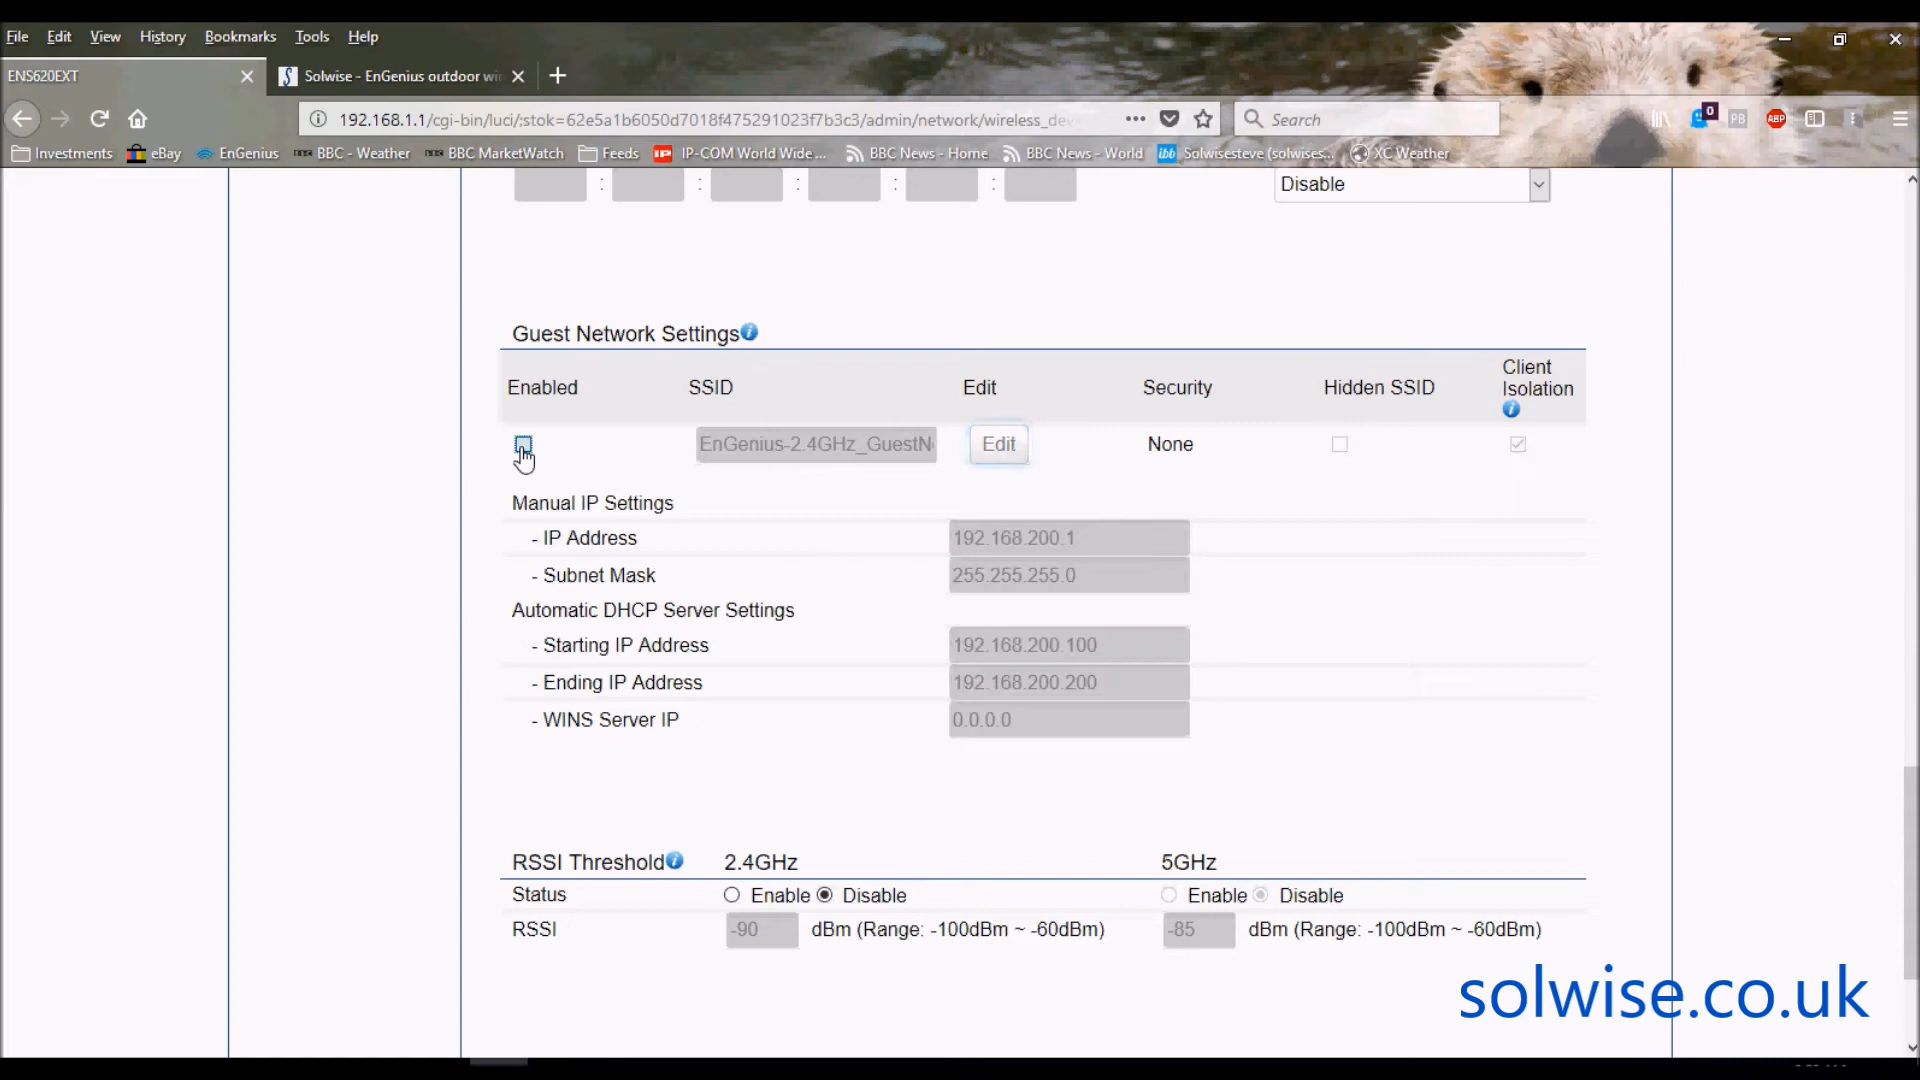 File Edit View History Bookmarks Tools Help
ENS620EXT
Solwise - EnGenius outdoor wi
192.168.1.1/cgi-bin/luci/;stok=62e5a1b6050d7018f475291023f7b3c3/admin/network/wireless_dev
Search
0
PB
ABP
Investments eBay EnGenius BBC - Weather BBC MarketWatch Feeds IP-COM World Wide... BBC News - Home BBC News - World Solwisesteve (solwises... XC Weather
: : : : :
Disable
Guest Network Settings
Enabled SSID Edit Security Hidden SSID Client Isolation
EnGenius-2.4GHz_GuestN Edit None
Manual IP Settings
- IP Address 192.168.200.1
- Subnet Mask 255.255.255.0
Automatic DHCP Server Settings
- Starting IP Address 192.168.200.100
- Ending IP Address 192.168.200.200
- WINS Server IP 0.0.0.0
RSSI Threshold 2.4GHz 5GHz
Status Enable Disable Enable Disable
RSSI -90 dBm (Range: -100dBm ~ -60dBm) -85 dBm (Range: -100dBm ~ -60dBm)
solwise.co.uk